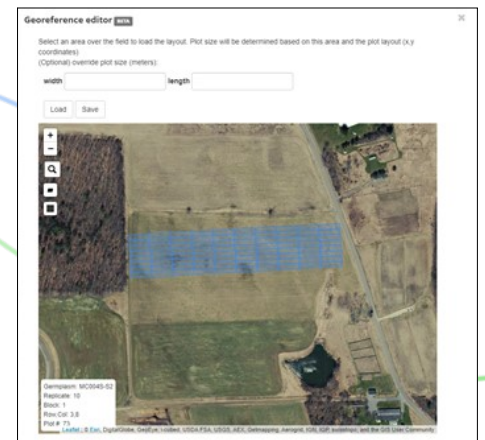 Georeference editor BETA
×
Select an area over the field to load the layout. Plot size will be determined based on this area and the plot layout (x,y
coordinates)
(Optional) override plot size (meters):
width length
Load Save
+
−
Germplasm: MC0045-S2
Replicate: 10
Block: 1
Row,Col: 3,8
Plot #: 73
Leaflet | © Esri, DigitalGlobe, GeoEye, i-cubed, USDA FSA, USGS, AEX, Getmapping, Aerogrid, IGN, IGP, swisstopo, and the GIS User Community